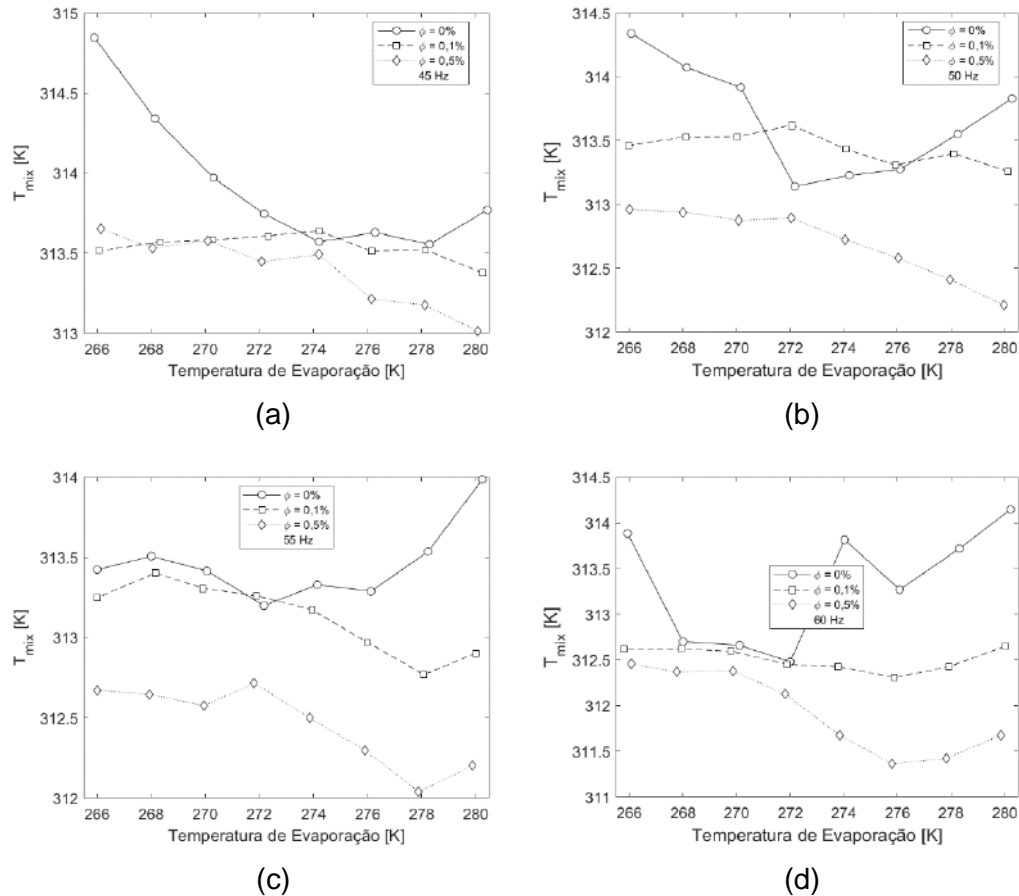 315
314.5
314
313.5
313
T_mix [K]
ϕ = 0%
ϕ = 0,1%
ϕ = 0,5%
45 Hz
266 268 270 272 274 276 278 280
Temperatura de Evaporação [K]
(a)
314.5
314
313.5
313
312.5
312
T_mix [K]
ϕ = 0%
ϕ = 0,1%
ϕ = 0,5%
50 Hz
266 268 270 272 274 276 278 280
Temperatura de Evaporação [K]
(b)
314
313.5
313
312.5
312
T_mix [K]
ϕ = 0%
ϕ = 0,1%
ϕ = 0,5%
55 Hz
266 268 270 272 274 276 278 280
Temperatura de Evaporação [K]
(c)
314.5
314
313.5
313
312.5
312
311.5
311
T_mix [K]
ϕ = 0%
ϕ = 0,1%
ϕ = 0,5%
60 Hz
266 268 270 272 274 276 278 280
Temperatura de Evaporação [K]
(d)